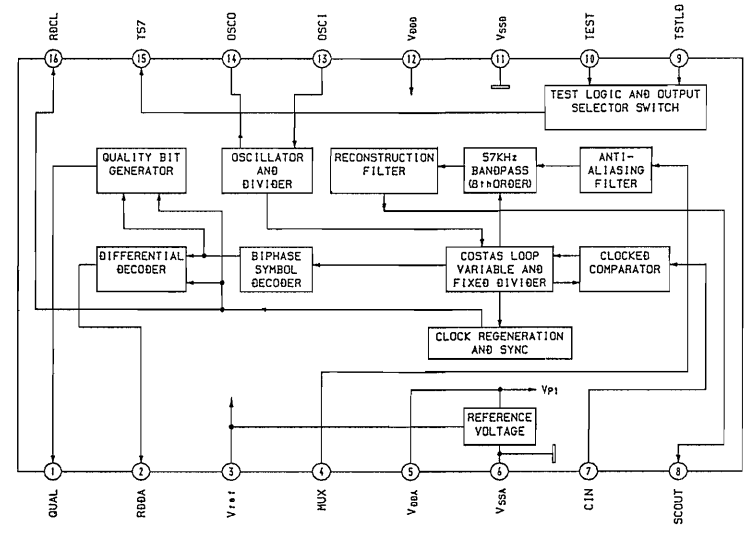 RDCL
TS7
OSCO
OSCI
VDDD
VSSD
TEST
TSTLD
16
15
14
13
12
11
10
9
TEST LOGIC AND OUTPUT
SELECTOR SWITCH
QUALITY BIT
GENERATOR
OSCILLATOR
AND
DIVIDER
RECONSTRUCTION
FILTER
57KHz
BANDPASS
(8thORDER)
ANTI-
ALIASING
FILTER
DIFFERENTIAL
DECODER
BIPHASE
SYMBOL
DECODER
COSTAS LOOP
VARIABLE AND
FIXED DIVIDER
CLOCKED
COMPARATOR
CLOCK REGENERATION
AND SYNC
VP1
REFERENCE
VOLTAGE
1
2
3
4
5
6
7
8
QUAL
RDDA
Vref
MUX
VDDA
VSSA
CIN
SCOUT